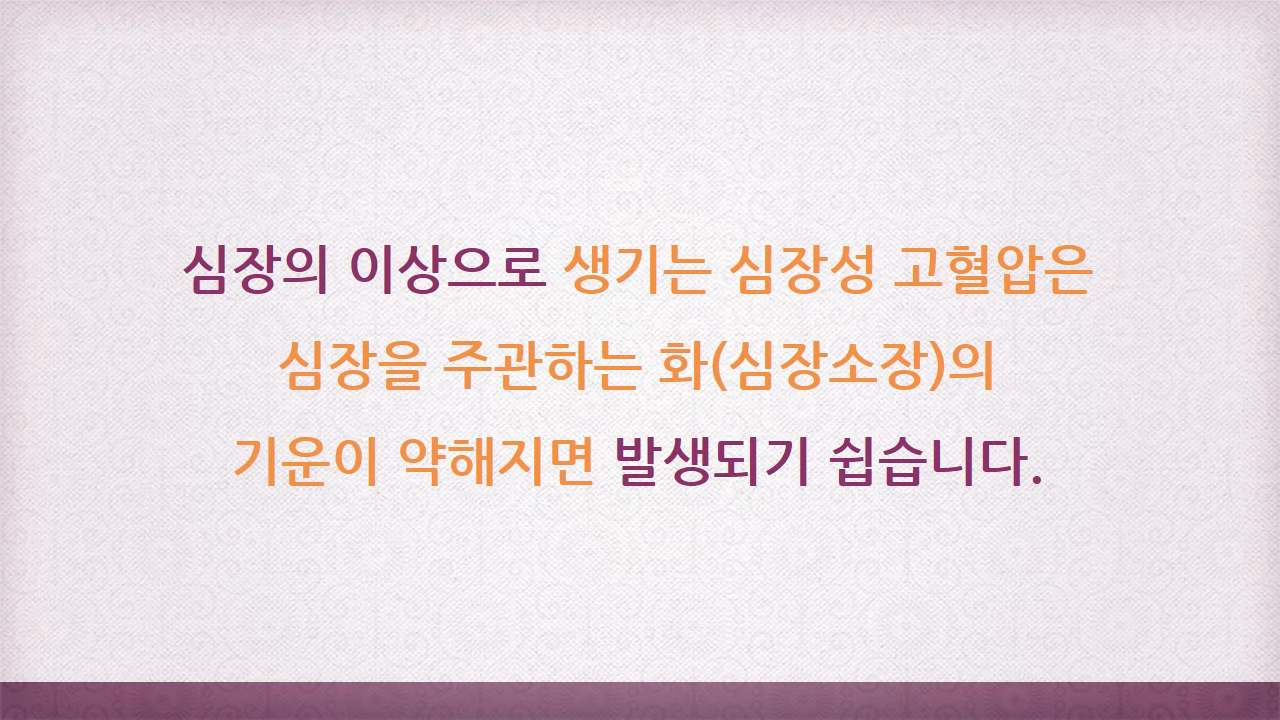 심장의 이상으로 생기는 심장성 고혈압은
심장을 주관하는 화(심장소장)의
기운이 약해지면 발생되기 쉽습니다.